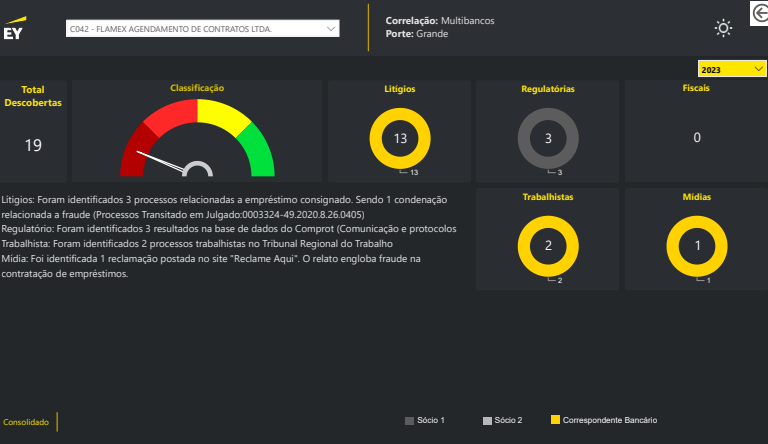 EY
C042 - FLAMEX AGENDAMENTO DE CONTRATOS LTDA.
Correlação: Multibancos
Porte: Grande
2023
Total
Descobertas
19
Classificação
Litígios
13
13
Regulatórias
3
3
Fiscais
0
Litigios: Foram identificados 3 processos relacionadas a empréstimo consignado. Sendo 1 condenação
relacionada a fraude (Processos Transitado em Julgado:0003324-49.2020.8.26.0405)
Regulatório: Foram identificados 3 resultados na base de dados do Comprot (Comunicação e protocolos
Trabalhista: Foram identificados 2 processos trabalhistas no Tribunal Regional do Trabalho
Midia: Foi identificada 1 reclamação postada no site "Reclame Aqui". O relato engloba fraude na
contratação de empréstimos.
Trabalhistas
2
2
Mídias
1
1
Consolidado
Sócio 1
Sócio 2
Correspondente Bancário